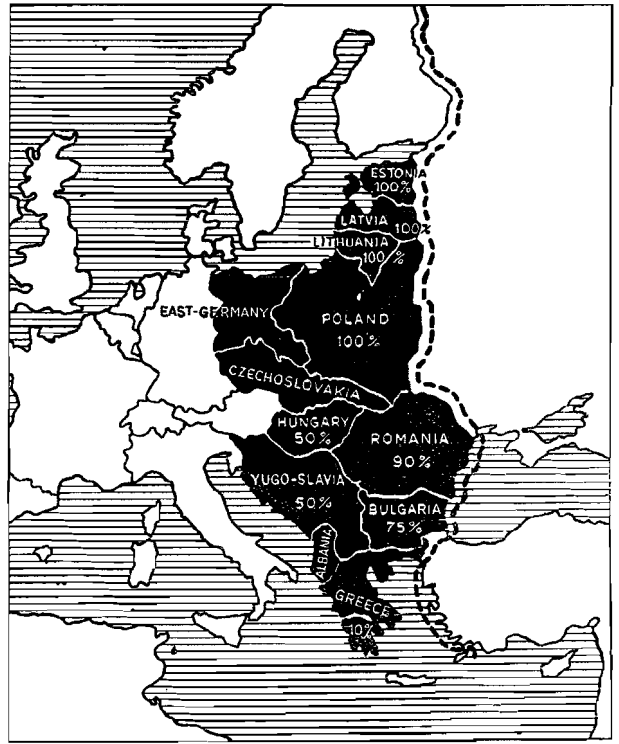 ESTONIA
100%
LATVIA 100%
LITHUANIA
100%
EAST-GERMANY
POLAND
100%
CZECHOSLOVAKIA
HUNGARY
50%
ROMANIA
90%
YUGO-SLAVIA
50%
BULGARIA
75%
ALBANIA
GREECE
10%